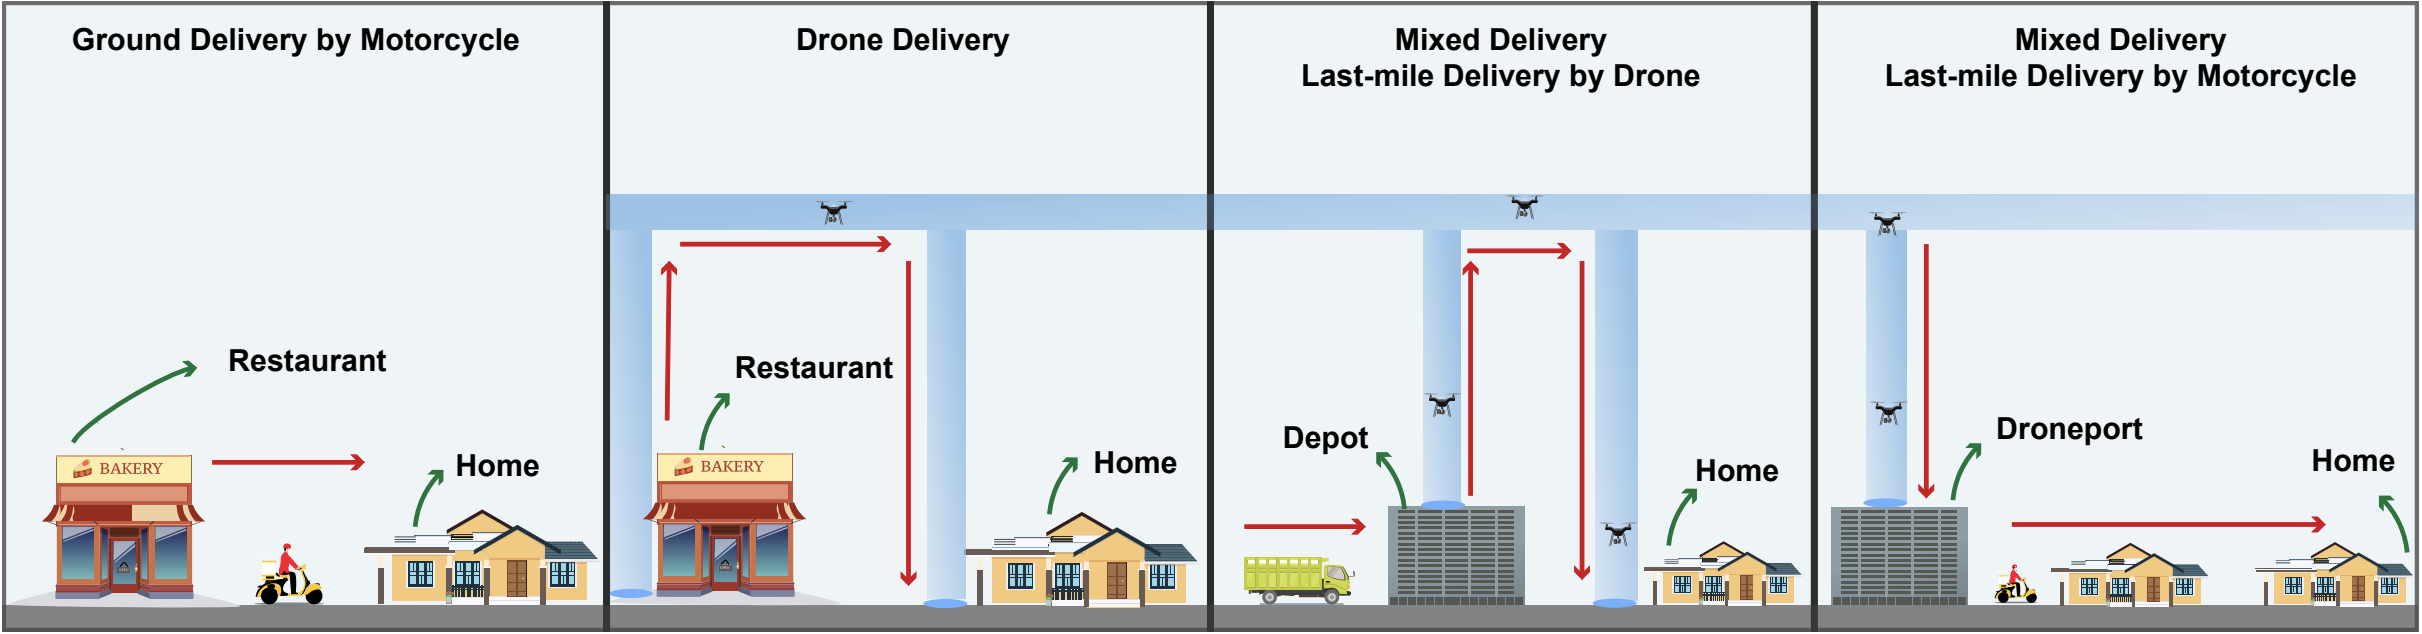 Ground Delivery by Motorcycle
Restaurant
BAKERY
Home
Drone Delivery
Restaurant
BAKERY
Home
Mixed Delivery
Last-mile Delivery by Drone
Depot
Home
Mixed Delivery
Last-mile Delivery by Motorcycle
Droneport
Home